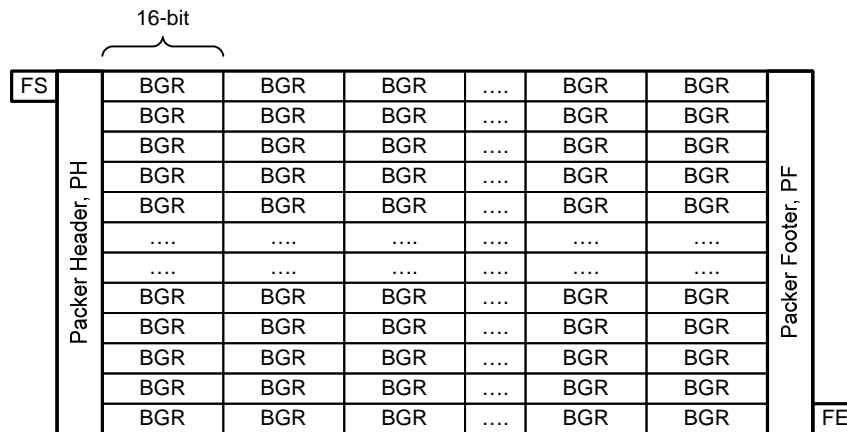 16-bit
FS BGR BGR BGR .... BGR BGR
BGR BGR BGR .... BGR BGR
BGR BGR BGR .... BGR BGR
BGR BGR BGR .... BGR BGR
BGR BGR BGR .... BGR BGR
.... .... .... .... .... ....
.... .... .... .... .... ....
BGR BGR BGR .... BGR BGR
BGR BGR BGR .... BGR BGR
BGR BGR BGR .... BGR BGR
BGR BGR BGR .... BGR BGR
BGR BGR BGR .... BGR BGR FE
Packer Header, PH
Packer Footer, PF